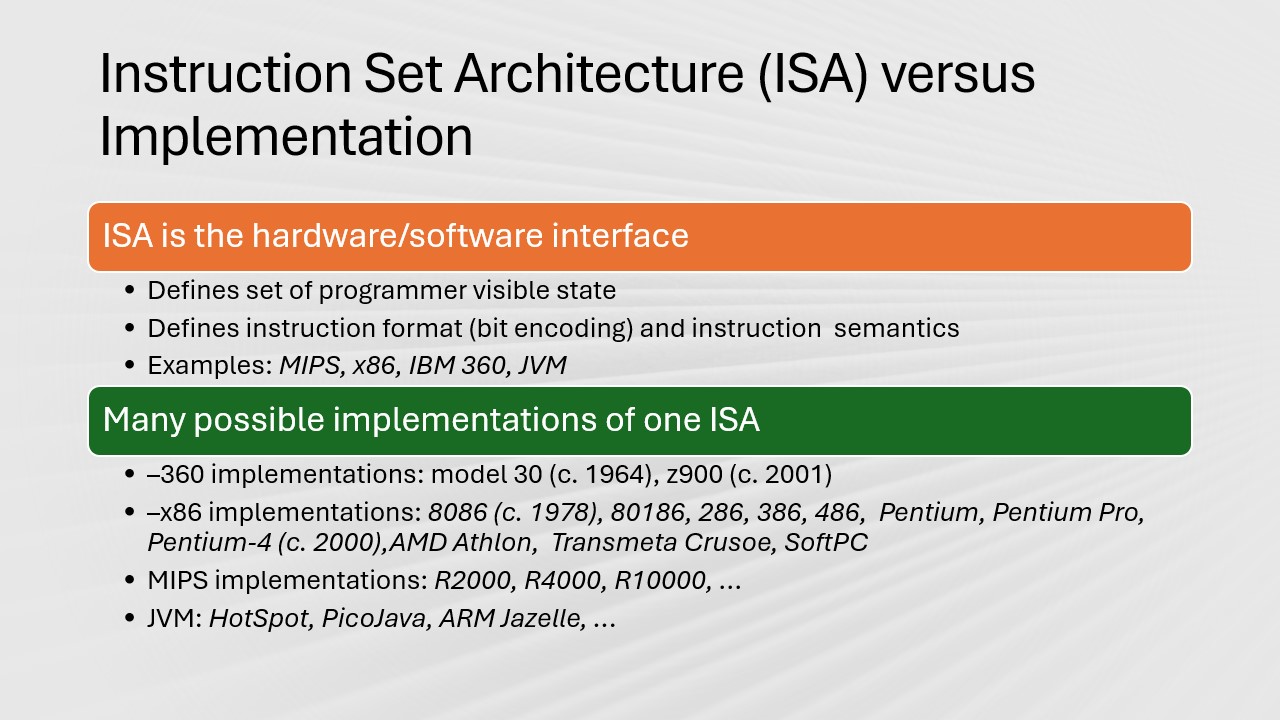 Instruction Set Architecture (ISA) versus
Implementation
ISA is the hardware/software interface
• Defines set of programmer visible state
• Defines instruction format (bit encoding) and instruction  semantics
• Examples: MIPS, x86, IBM 360, JVM
Many possible implementations of one ISA
• –360 implementations: model 30 (c. 1964), z900 (c. 2001)
• –x86 implementations: 8086 (c. 1978), 80186, 286, 386, 486,  Pentium, Pentium Pro,
Pentium-4 (c. 2000),AMD Athlon,  Transmeta Crusoe, SoftPC
• MIPS implementations: R2000, R4000, R10000, ...
• JVM: HotSpot, PicoJava, ARM Jazelle, ...